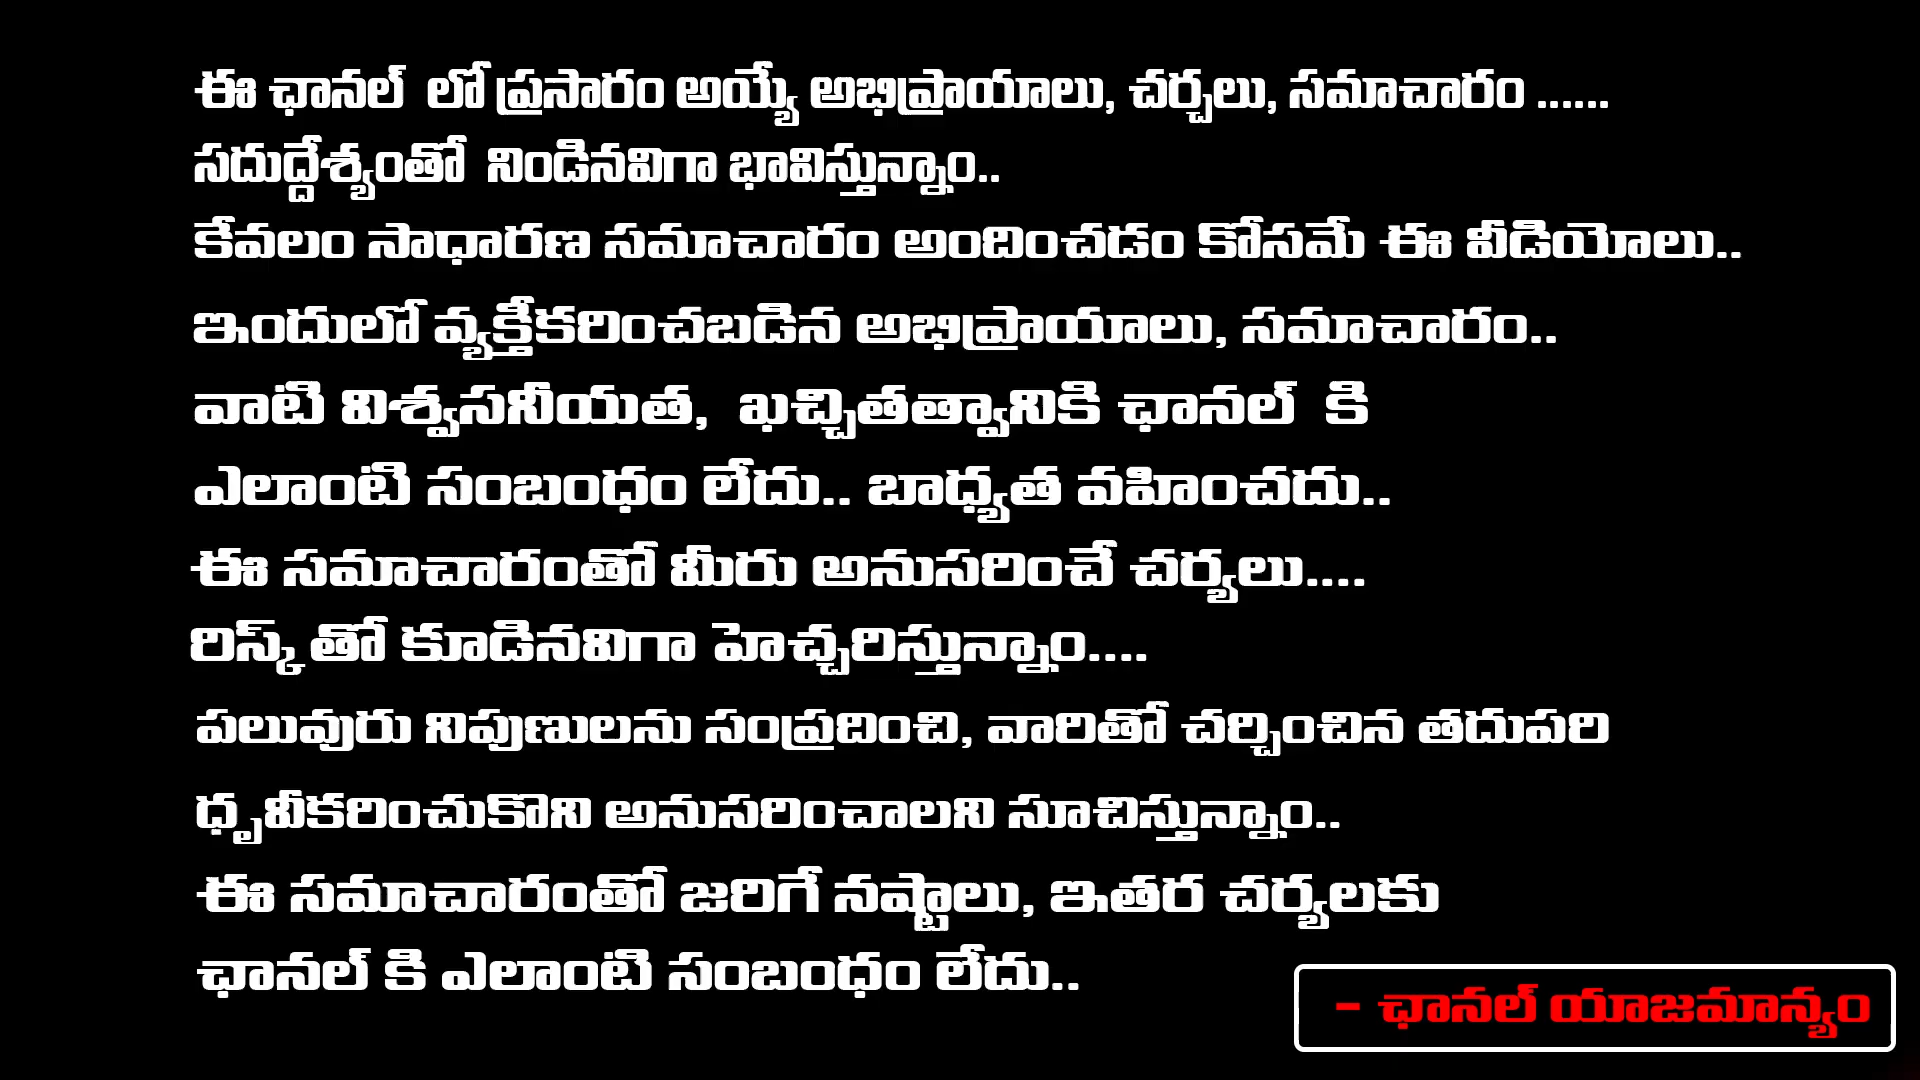 ఈ ఛానల్ లో ప్రసారం అయ్యే అభిప్రాయాలు, చర్చలు, సమాచారం ......
సదుద్దేశ్యంతో నిండినవిగా భావిస్తున్నాం..
కేవలం సాధారణ సమాచారం అందించడం కోసమే ఈ వీడియోలు..
ఇందులో వ్యక్తీకరించబడిన అభిప్రాయాలు, సమాచారం..
వాటి విశ్వసనీయత, ఖచ్చితత్వానికి ఛానల్ కి
ఎలాంటి సంబంధం లేదు.. బాధ్యత వహించదు..
ఈ సమాచారంతో మీరు అనుసరించే చర్యలు....
రిస్క్ తో కూడినవిగా హెచ్చరిస్తున్నాం....
పలువురు నిపుణులను సంప్రదించి, వారితో చర్చించిన తదుపరి
ధృవీకరించుకొని అనుసరించాలని సూచిస్తున్నాం..
ఈ సమాచారంతో జరిగే నష్టాలు, ఇతర చర్యలకు
ఛానల్ కి ఎలాంటి సంబంధం లేదు..
- ఛానల్ యాజమాన్యం